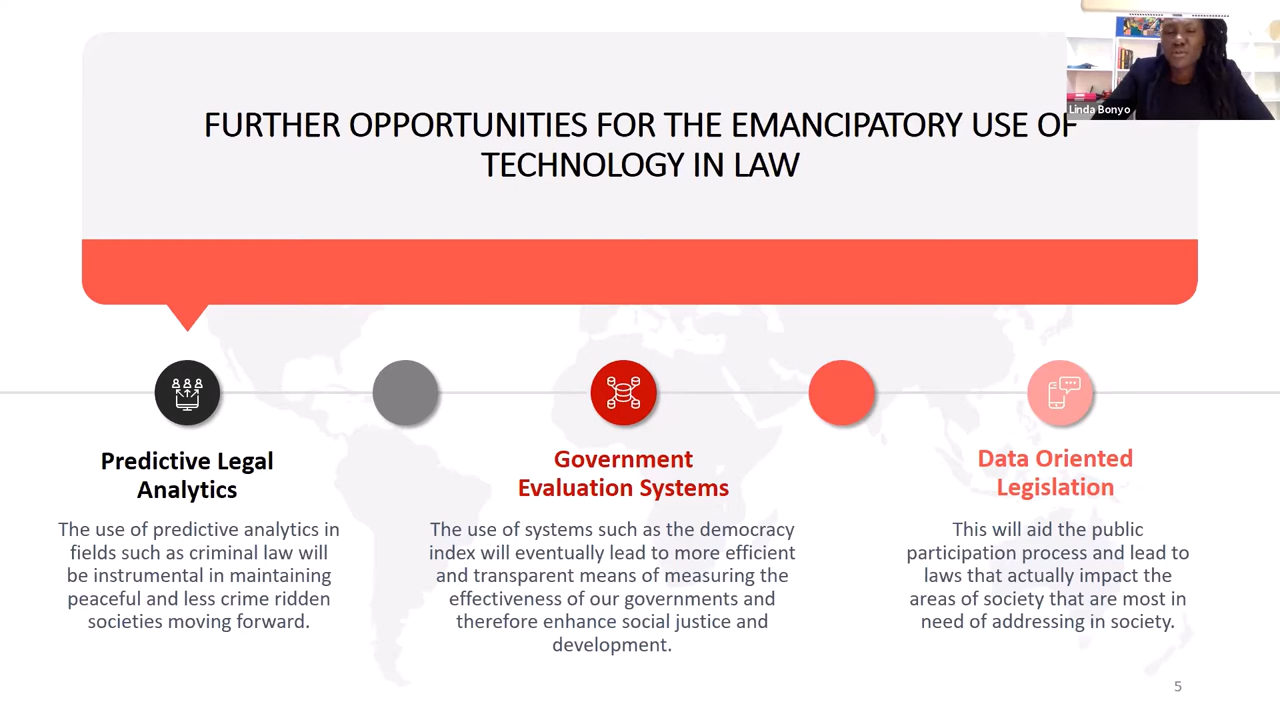 Linda Bonyo
FURTHER OPPORTUNITIES FOR THE EMANCIPATORY USE OF
TECHNOLOGY IN LAW
Predictive Legal
Analytics
The use of predictive analytics in
fields such as criminal law will
be instrumental in maintaining
peaceful and less crime ridden
societies moving forward.
Government
Evaluation Systems
The use of systems such as the democracy
index will eventually lead to more efficient
and transparent means of measuring the
effectiveness of our governments and
therefore enhance social justice and
development.
Data Oriented
Legislation
This will aid the public
participation process and lead to
laws that actually impact the
areas of society that are most in
need of addressing in society.
5